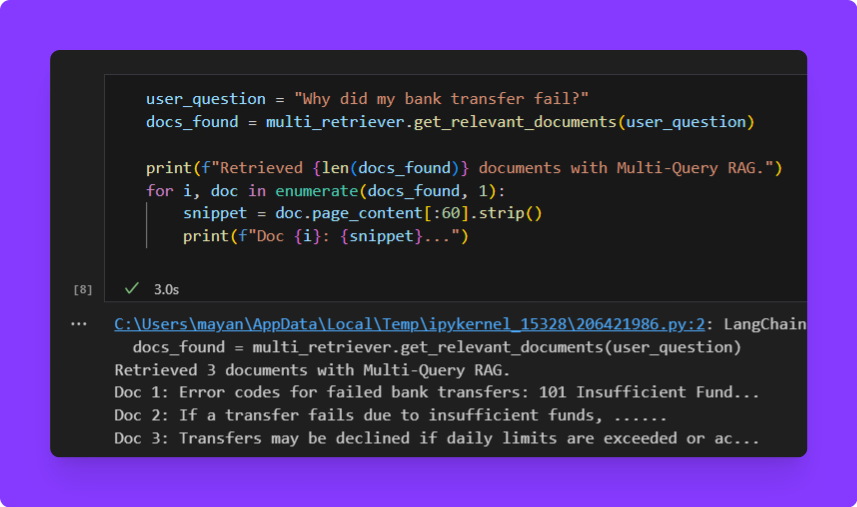 user_question = "Why did my bank transfer fail?"
docs_found = multi_retriever.get_relevant_documents(user_question)
print(f"Retrieved {len(docs_found)} documents with Multi-Query RAG.")
for i, doc in enumerate(docs_found, 1):
snippet = doc.page_content[:60].strip()
print(f"Doc {i}: {snippet}...")
[8] ✓ 3.0s
... C:\Users\mayan\AppData\Local\Temp\ipykernel_15328\206421986.py:2: LangChain
docs_found = multi_retriever.get_relevant_documents(user_question)
Retrieved 3 documents with Multi-Query RAG.
Doc 1: Error codes for failed bank transfers: 101 Insufficient Fund...
Doc 2: If a transfer fails due to insufficient funds, ......
Doc 3: Transfers may be declined if daily limits are exceeded or ac...